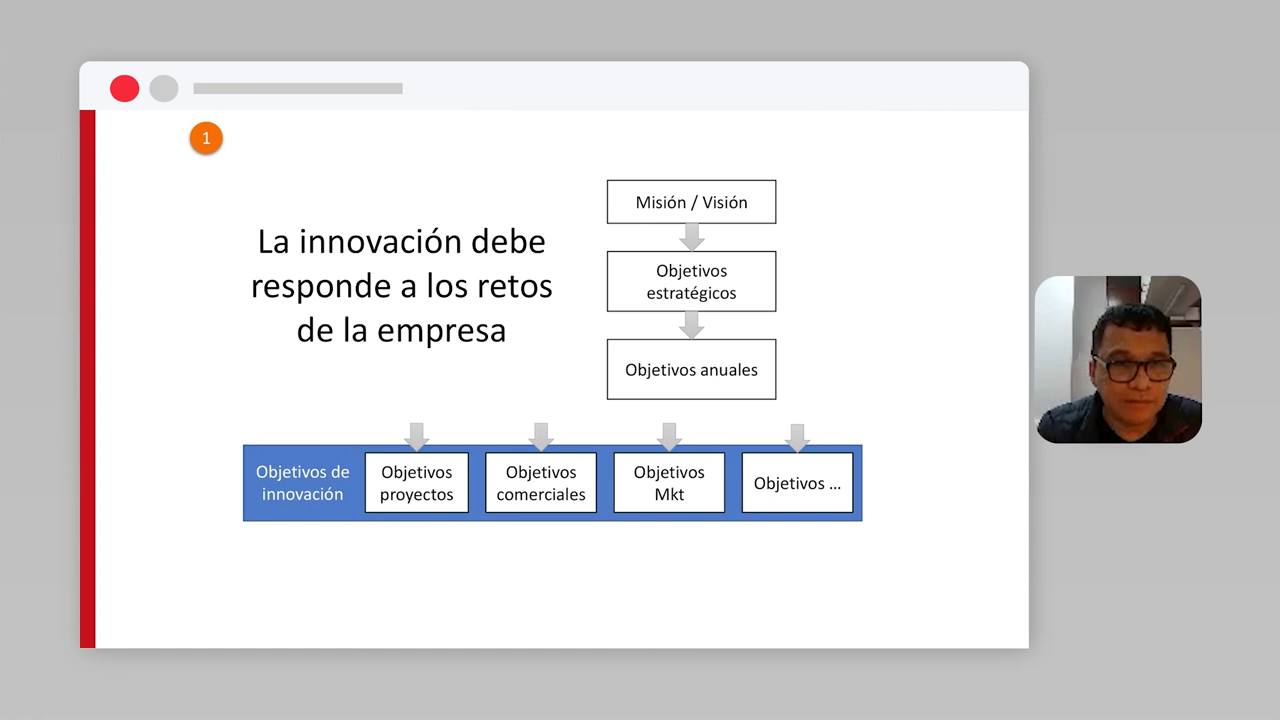 1
La innovación debe
responde a los retos
de la empresa
Misión / Visión
Objetivos
estratégicos
Objetivos anuales
Objetivos de
innovación
Objetivos
proyectos
Objetivos
comerciales
Objetivos
Mkt
Objetivos ...